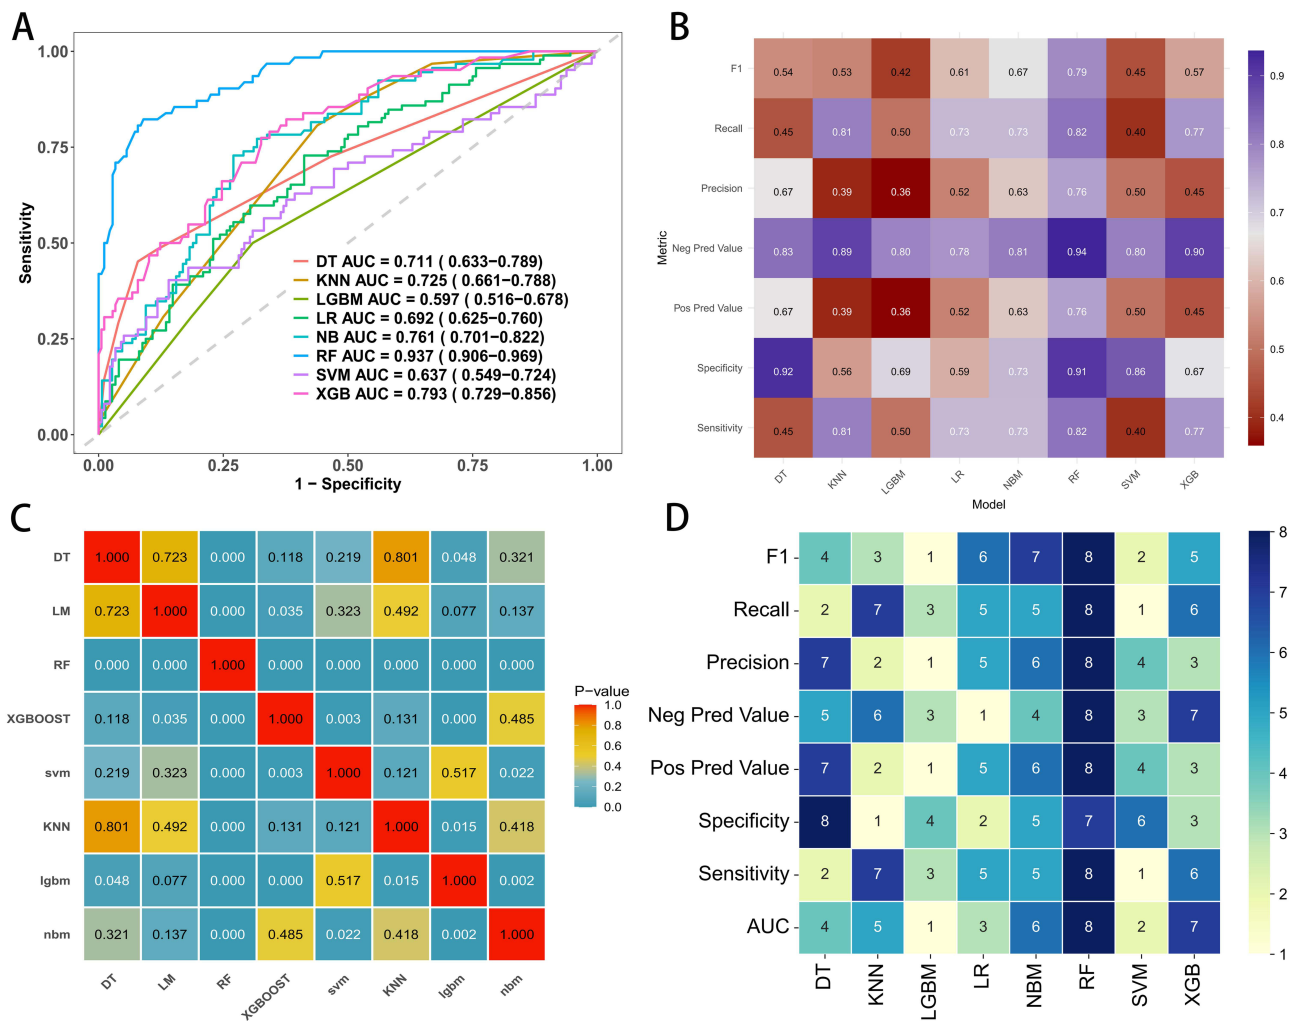 A
1.00
0.75
0.50
0.25
0.00
Sensitivity
DT AUC = 0.711 ( 0.633−0.789)
KNN AUC = 0.725 ( 0.661−0.788)
LGBM AUC = 0.597 ( 0.516−0.678)
LR AUC = 0.692 ( 0.625−0.760)
NB AUC = 0.761 ( 0.701−0.822)
RF AUC = 0.937 ( 0.906−0.969)
SVM AUC = 0.637 ( 0.549−0.724)
XGB AUC = 0.793 ( 0.729−0.856)
0.00 0.25 0.50 0.75 1.00
1 − Specificity
B
Metric
F1 0.54 0.53 0.42 0.61 0.67 0.79 0.45 0.57
Recall 0.45 0.81 0.50 0.73 0.73 0.82 0.40 0.77
Precision 0.67 0.39 0.36 0.52 0.63 0.76 0.50 0.45
Neg Pred Value 0.83 0.89 0.80 0.78 0.81 0.94 0.80 0.90
Pos Pred Value 0.67 0.39 0.36 0.52 0.63 0.76 0.50 0.45
Specificity 0.92 0.56 0.69 0.59 0.73 0.91 0.86 0.67
Sensitivity 0.45 0.81 0.50 0.73 0.73 0.82 0.40 0.77
DT KNN LGBM LR NBM RF SVM XGB
Model
0.9
0.8
0.7
0.6
0.5
0.4
C
DT 1.000 0.723 0.000 0.118 0.219 0.801 0.048 0.321
LM 0.723 1.000 0.000 0.035 0.323 0.492 0.077 0.137
RF 0.000 0.000 1.000 0.000 0.000 0.000 0.000 0.000
XGBOOST 0.118 0.035 0.000 1.000 0.003 0.131 0.000 0.485
svm 0.219 0.323 0.000 0.003 1.000 0.121 0.517 0.022
KNN 0.801 0.492 0.000 0.131 0.121 1.000 0.015 0.418
lgbm 0.048 0.077 0.000 0.000 0.517 0.015 1.000 0.002
nbm 0.321 0.137 0.000 0.485 0.022 0.418 0.002 1.000
DT LM RF XGBOOST svm KNN lgbm nbm
P−value
1.0
0.8
0.6
0.4
0.2
0.0
D
F1 4 3 1 6 7 8 2 5
Recall 2 7 3 5 5 8 1 6
Precision 7 2 1 5 6 8 4 3
Neg Pred Value 5 6 3 1 4 8 3 7
Pos Pred Value 7 2 1 5 6 8 4 3
Specificity 8 1 4 2 5 7 6 3
Sensitivity 2 7 3 5 5 8 1 6
AUC 4 5 1 3 6 8 2 7
DT KNN LGBM LR NBM RF SVM XGB
8
7
6
5
4
3
2
1